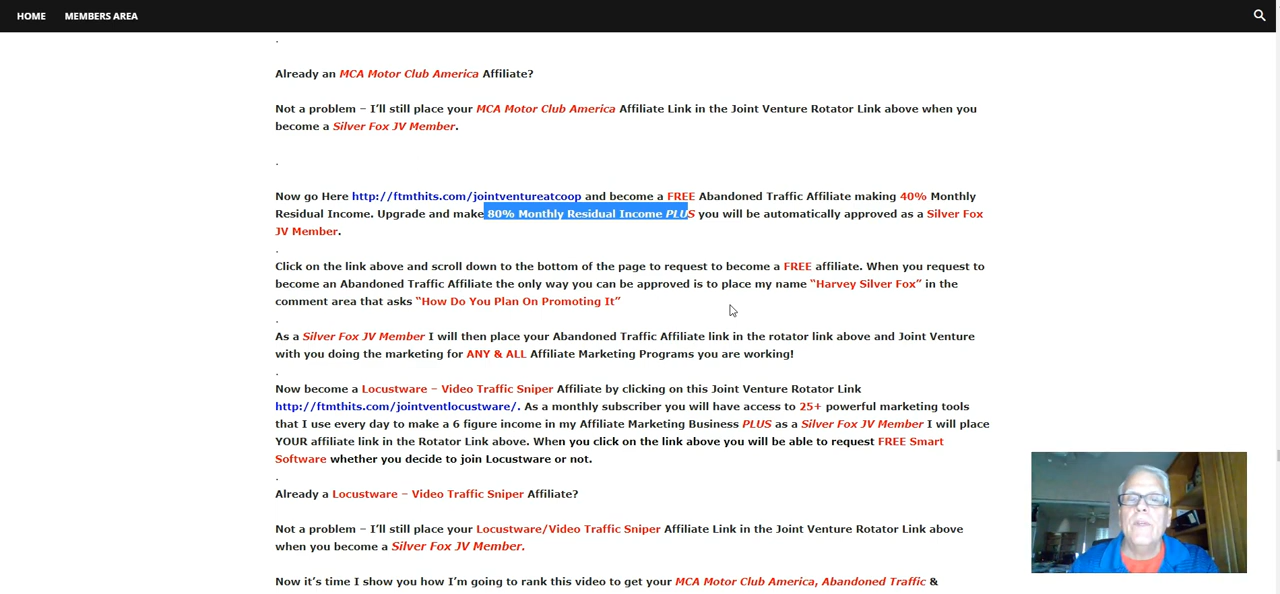 HOME MEMBERS AREA
.
Already an MCA Motor Club America Affiliate?
Not a problem – I'll still place your MCA Motor Club America Affiliate Link in the Joint Venture Rotator Link above when you
become a Silver Fox JV Member.
.
Now go Here http://ftmthits.com/jointventureatcoop and become a FREE Abandoned Traffic Affiliate making 40% Monthly
Residual Income. Upgrade and make 80% Monthly Residual Income PLUS you will be automatically approved as a Silver Fox
JV Member.
.
Click on the link above and scroll down to the bottom of the page to request to become a FREE affiliate. When you request to
become an Abandoned Traffic Affiliate the only way you can be approved is to place my name “Harvey Silver Fox” in the
comment area that asks “How Do You Plan On Promoting It”
.
As a Silver Fox JV Member I will then place your Abandoned Traffic Affiliate link in the rotator link above and Joint Venture
with you doing the marketing for ANY & ALL Affiliate Marketing Programs you are working!
.
Now become a Locustware – Video Traffic Sniper Affiliate by clicking on this Joint Venture Rotator Link
http://ftmthits.com/jointventlocustware/. As a monthly subscriber you will have access to 25+ powerful marketing tools
that I use every day to make a 6 figure income in my Affiliate Marketing Business PLUS as a Silver Fox JV Member I will place
YOUR affiliate link in the Rotator Link above. When you click on the link above you will be able to request FREE Smart
Software whether you decide to join Locustware or not.
.
Already a Locustware – Video Traffic Sniper Affiliate?
Not a problem – I'll still place your Locustware/Video Traffic Sniper Affiliate Link in the Joint Venture Rotator Link above
when you become a Silver Fox JV Member.
Now it's time I show you how I'm going to rank this video to get your MCA Motor Club America, Abandoned Traffic &